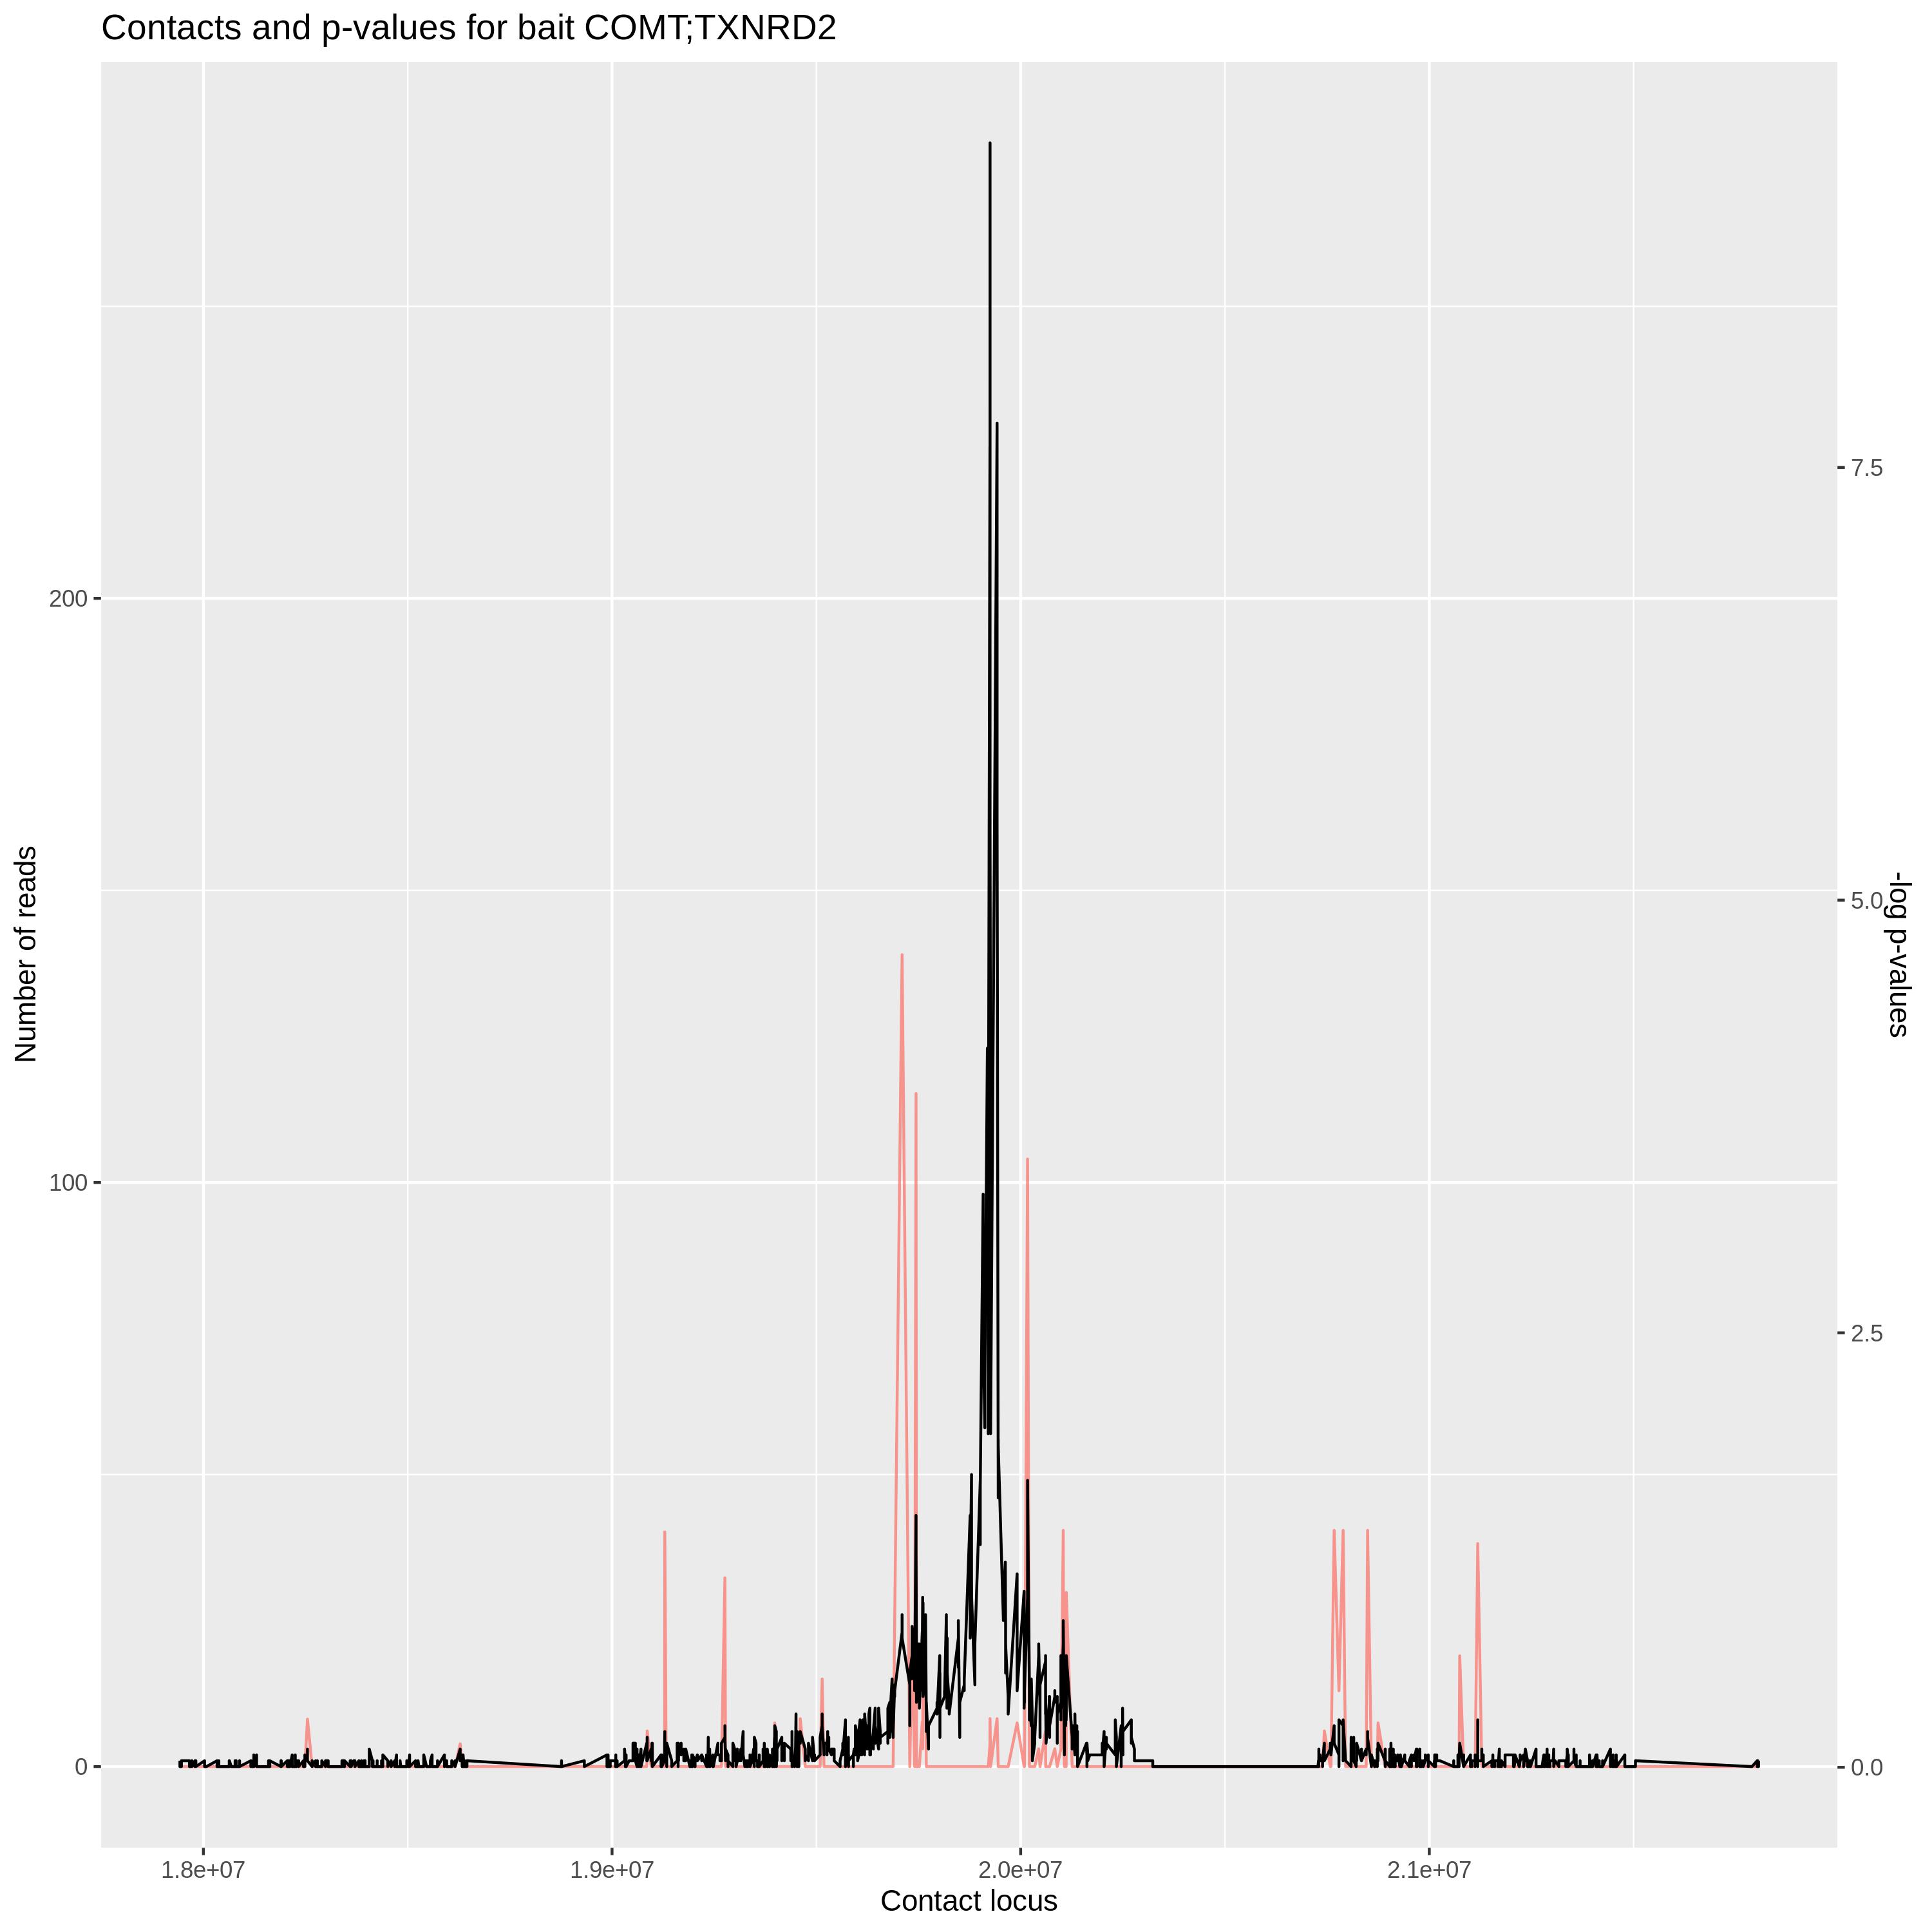 Contacts and p-values for bait COMT;TXNRD2
Number of reads
200
100
0
7.5
5.0
2.5
0.0
-log p-values
1.8e+07
1.9e+07
2.0e+07
2.1e+07
Contact locus